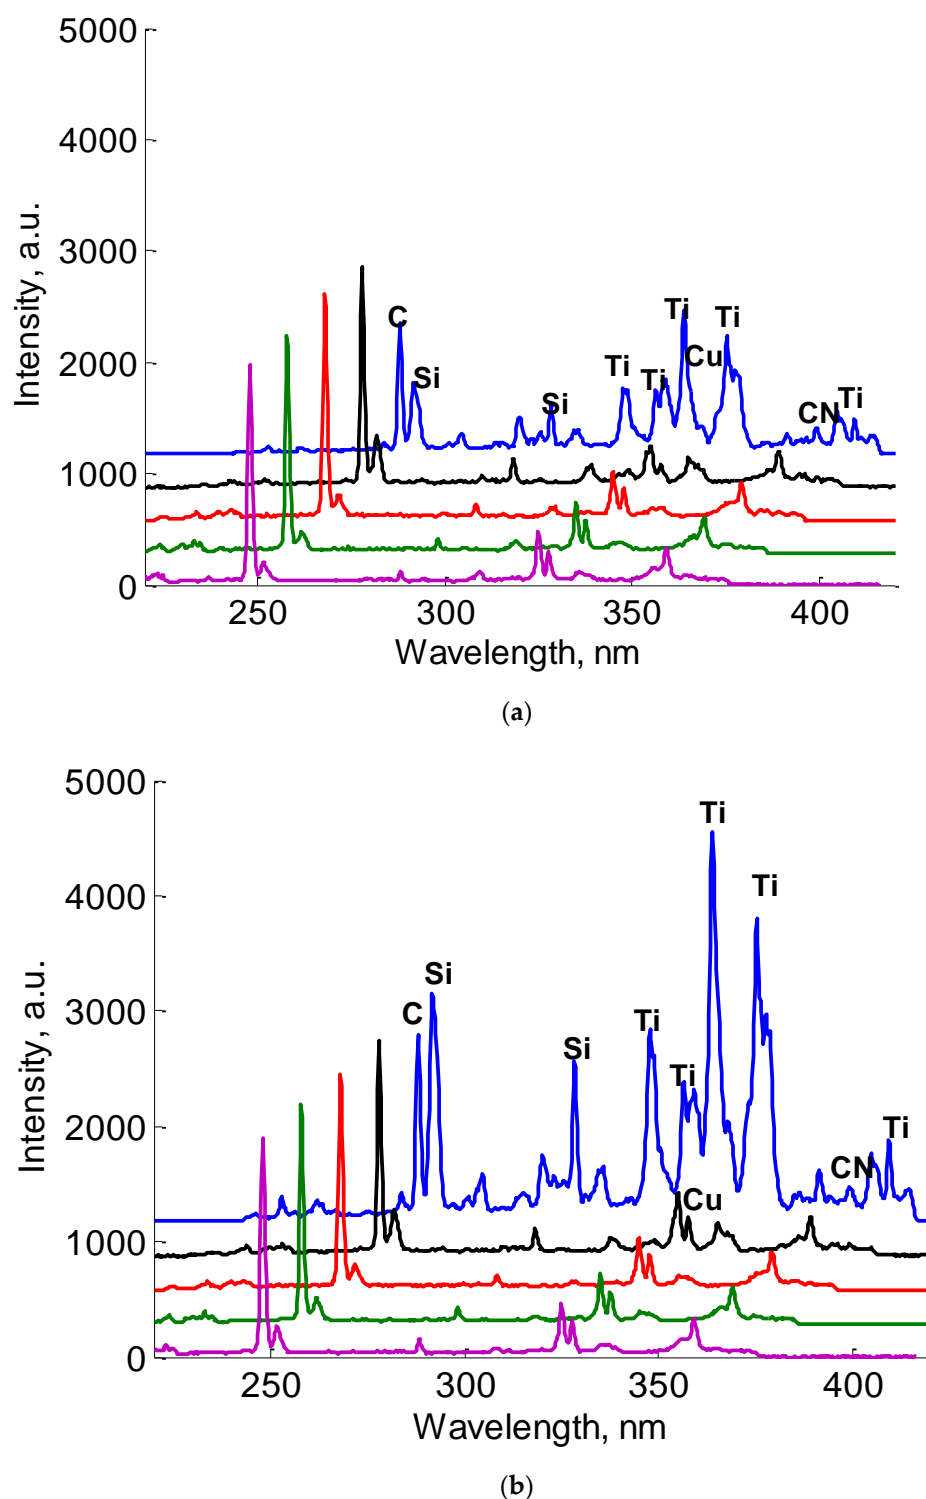 5000
4000
3000
2000
1000
0
Intensity, a.u.
C
Si
Si
Ti
Ti
Ti
Cu
Ti
CN
Ti
250
300
350
400
Wavelength, nm
(a)
5000
4000
3000
2000
1000
0
Intensity, a.u.
C
Si
Si
Ti
Ti
Ti
Cu
Ti
CN
Ti
250
300
350
400
Wavelength, nm
(b)